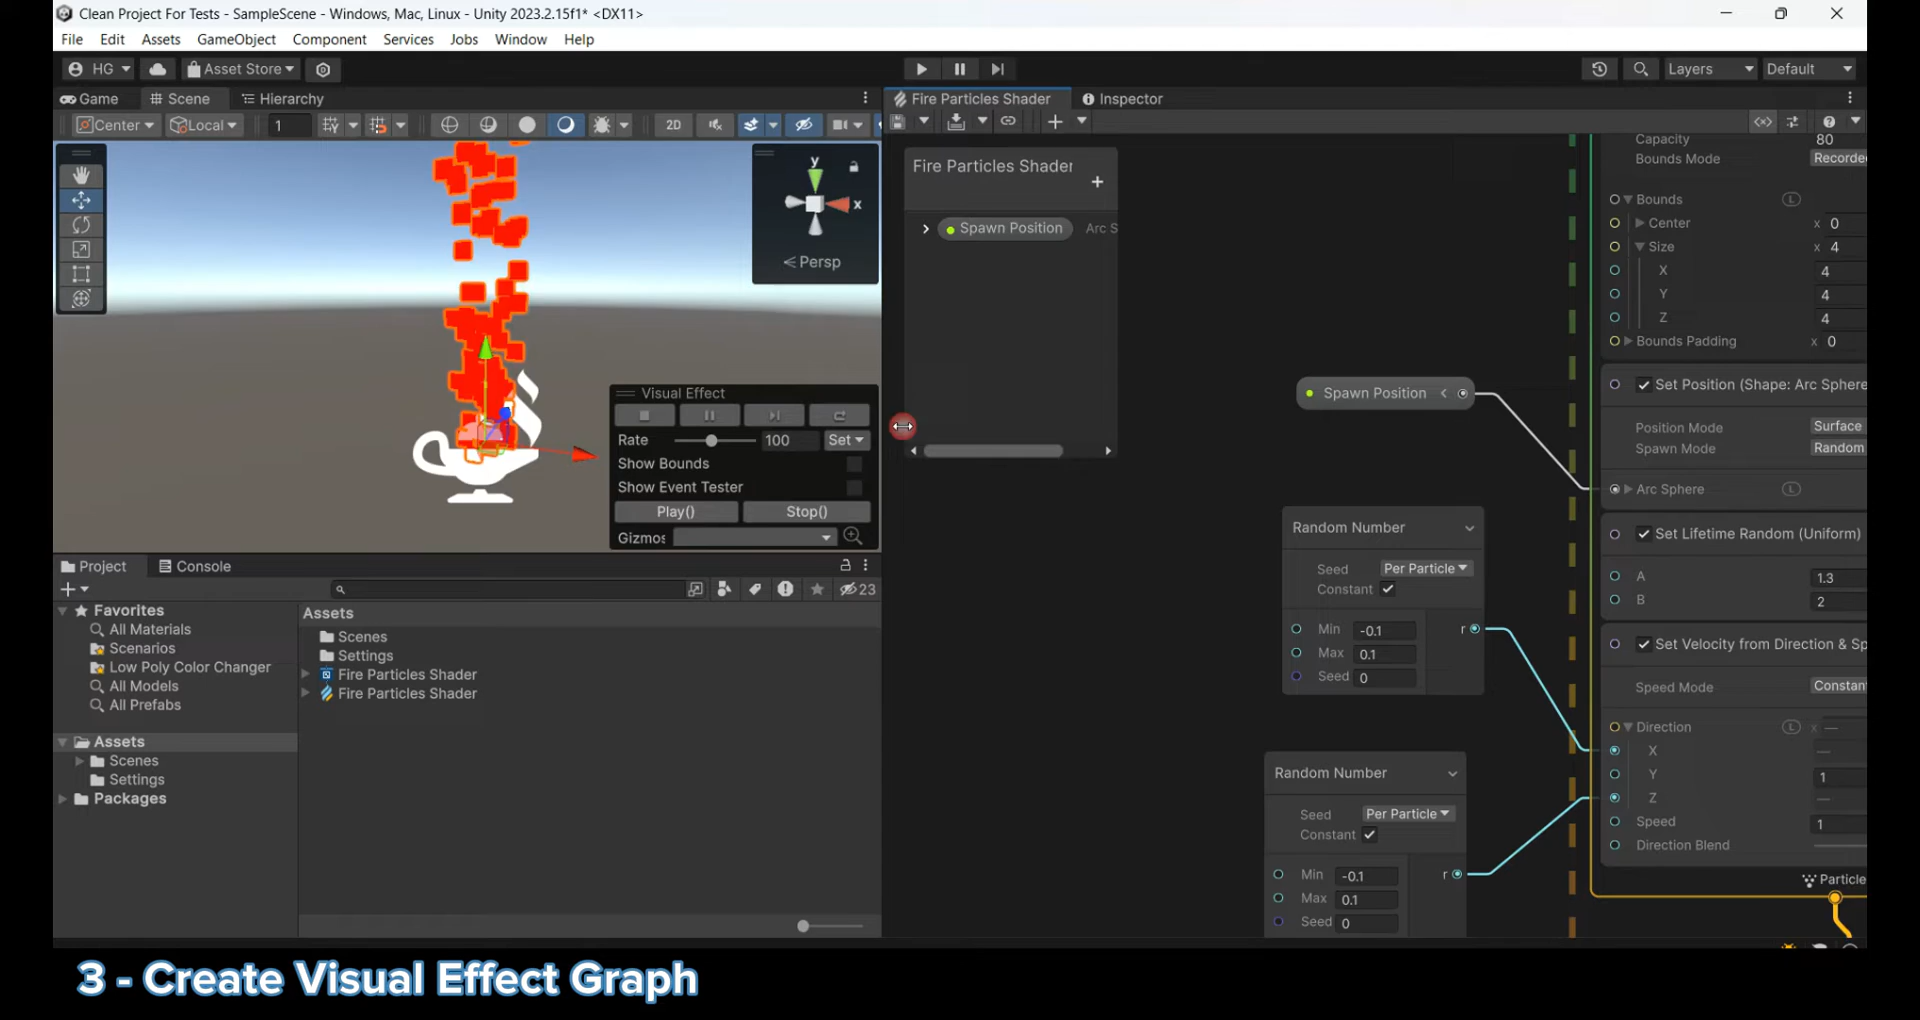 Clean Project For Tests - SampleScene - Windows, Mac, Linux - Unity 2023.2.15f1* <DX11>
File Edit Assets GameObject Component Services Jobs Window Help
HG Asset Store Layers Default
Game Scene Hierarchy
Center Local 1 2D
y
x
Persp
Visual Effect
Rate 100 Set
Show Bounds
Show Event Tester
Play() Stop()
Gizmos
Project Console
23
Favorites
All Materials
Scenarios
Low Poly Color Changer
All Models
All Prefabs
Assets
Scenes
Settings
Packages
Assets
Scenes
Settings
Fire Particles Shader
Fire Particles Shader
Fire Particles Shader Inspector
Fire Particles Shader
Spawn Position Arc S
Spawn Position
Random Number
Seed Per Particle
Constant
Min -0.1 r
Max 0.1
Seed 0
Random Number
Seed Per Particle
Constant
Min -0.1 r
Max 0.1
Seed 0
Capacity 80
Bounds Mode Recorde
Bounds L
Center x 0
Size x 4
X 4
Y 4
Z 4
Bounds Padding x 0
Set Position (Shape: Arc Sphere
Position Mode Surface
Spawn Mode Random
Arc Sphere L
Set Lifetime Random (Uniform)
A 1.3
B 2
Set Velocity from Direction & Sp
Speed Mode Constan
Direction L x —
X —
Y 1
Z —
Speed 1
Direction Blend
Particle
3 - Create Visual Effect Graph